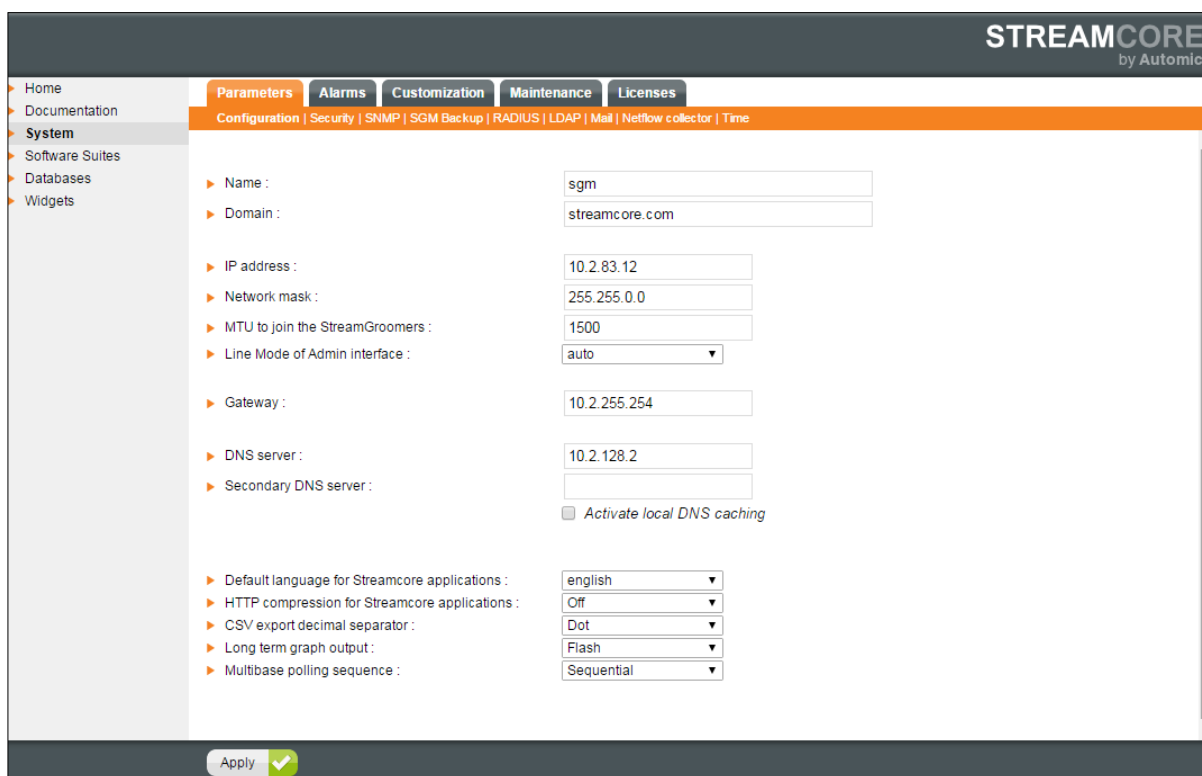 STREAMCORE
by Automic
Home
Documentation
System
Software Suites
Databases
Widgets
Parameters Alarms Customization Maintenance Licenses
Configuration | Security | SNMP | SGM Backup | RADIUS | LDAP | Mail | Netflow collector | Time
Name : sgm
Domain : streamcore.com
IP address : 10.2.83.12
Network mask : 255.255.0.0
MTU to join the StreamGroomers : 1500
Line Mode of Admin interface : auto
Gateway : 10.2.255.254
DNS server : 10.2.128.2
Secondary DNS server :
Activate local DNS caching
Default language for Streamcore applications : english
HTTP compression for Streamcore applications : Off
CSV export decimal separator : Dot
Long term graph output : Flash
Multibase polling sequence : Sequential
Apply